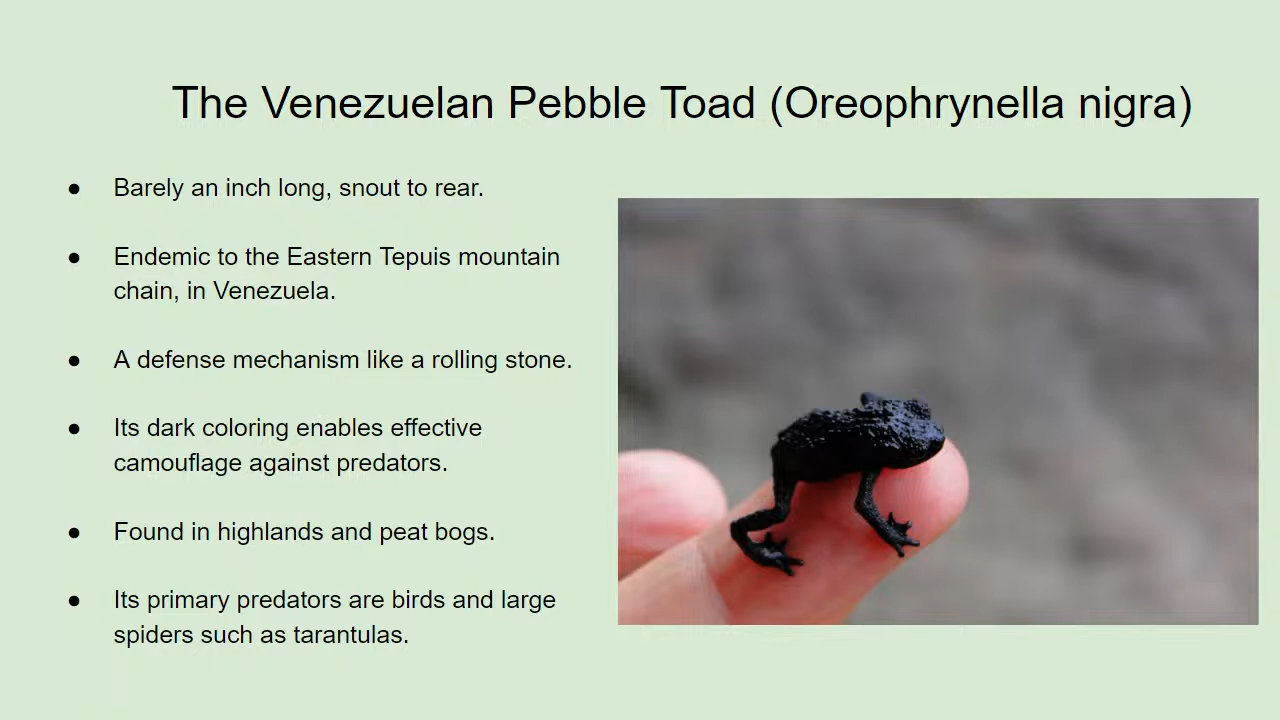 The Venezuelan Pebble Toad (Oreophrynella nigra)
● Barely an inch long, snout to rear.
● Endemic to the Eastern Tepuis mountain
chain, in Venezuela.
● A defense mechanism like a rolling stone.
● Its dark coloring enables effective
camouflage against predators.
● Found in highlands and peat bogs.
● Its primary predators are birds and large
spiders such as tarantulas.